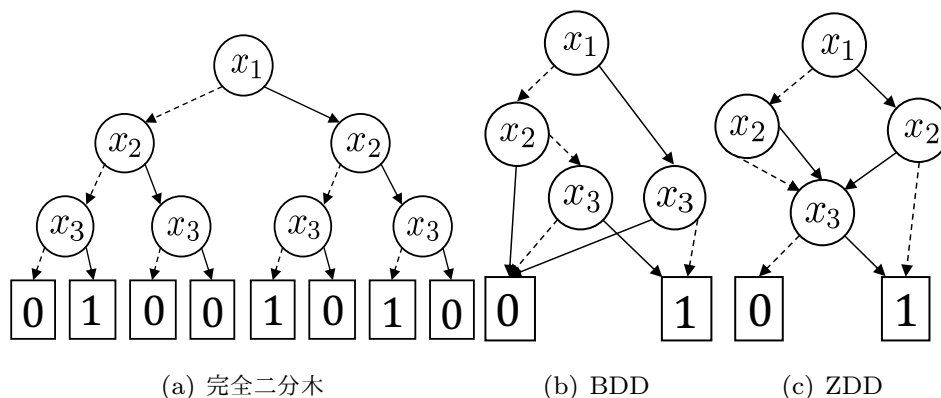 x1
x2 x2
x3 x3 x3 x3
0 1 0 0 1 0 1 0
(a) 完全二分木
x1
x2
x3 x3
0 1
(b) BDD
x1
x2 x2
x3
0 1
(c) ZDD